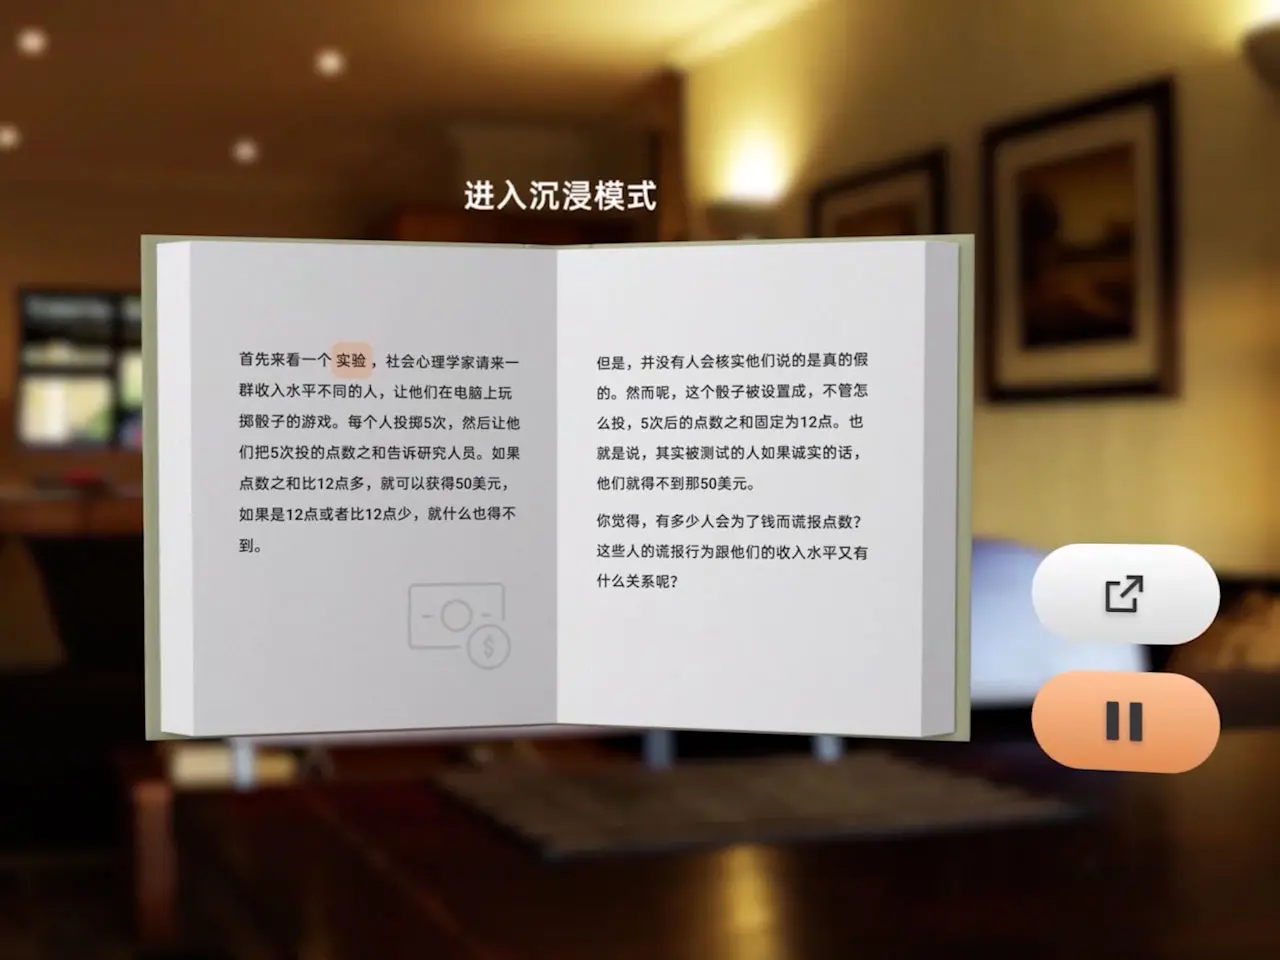 进入沉浸模式
首先来看一个 实验 ，社会心理学家请来一
群收入水平不同的人，让他们在电脑上玩
掷骰子的游戏。每个人投掷5次，然后让他
们把5次投的点数之和告诉研究人员。如果
点数之和比12点多，就可以获得50美元，
如果是12点或者比12点少，就什么也得不
到。
但是，并没有人会核实他们说的是真的假
的。然而呢，这个骰子被设置成，不管怎
么投，5次后的点数之和固定为12点。也
就是说，其实被测试的人如果诚实的话，
他们就得不到那50美元。
你觉得，有多少人会为了钱而谎报点数？
这些人的谎报行为跟他们的收入水平又有
什么关系呢？
$